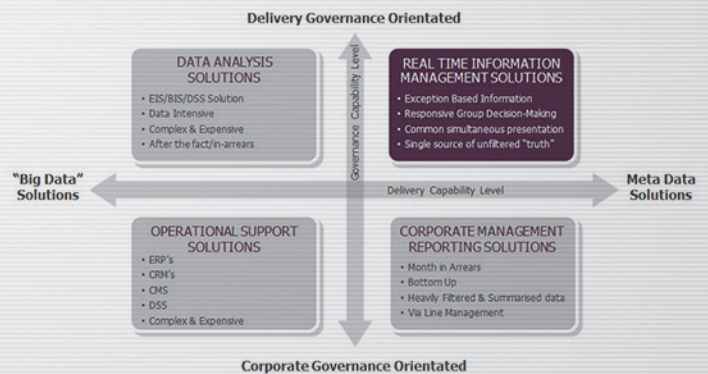 Delivery Governance Orientated
DATA ANALYSIS
SOLUTIONS
• EIS/BIS/DSS Solution
• Data Intensive
• Complex & Expensive
• After the fact/in-arrears
Governance Capability Level
REAL TIME INFORMATION
MANAGEMENT SOLUTIONS
• Exception Based Information
• Responsive Group Decision-Making
• Common simultaneous presentation
• Single source of unfiltered “truth”
“Big Data”
Solutions
Delivery Capability Level
Meta Data
Solutions
OPERATIONAL SUPPORT
SOLUTIONS
• ERP's
• CRM's
• CMS
• DSS
• Complex & Expensive
CORPORATE MANAGEMENT
REPORTING SOLUTIONS
• Month in Arrears
• Bottom Up
• Heavily Filtered & Summarised data
• Via Line Management
Corporate Governance Orientated